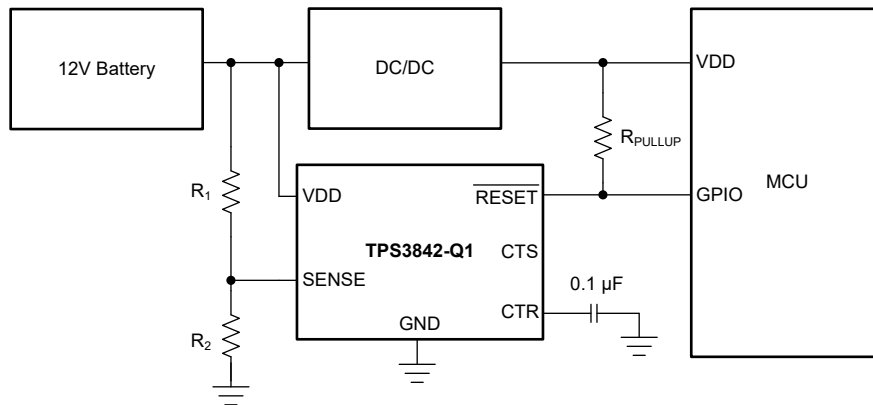 12V Battery
DC/DC
VDD
R1
RPULLUP
VDD
RESET
GPIO
MCU
TPS3842-Q1
CTS
SENSE
0.1 µF
R2
GND
CTR